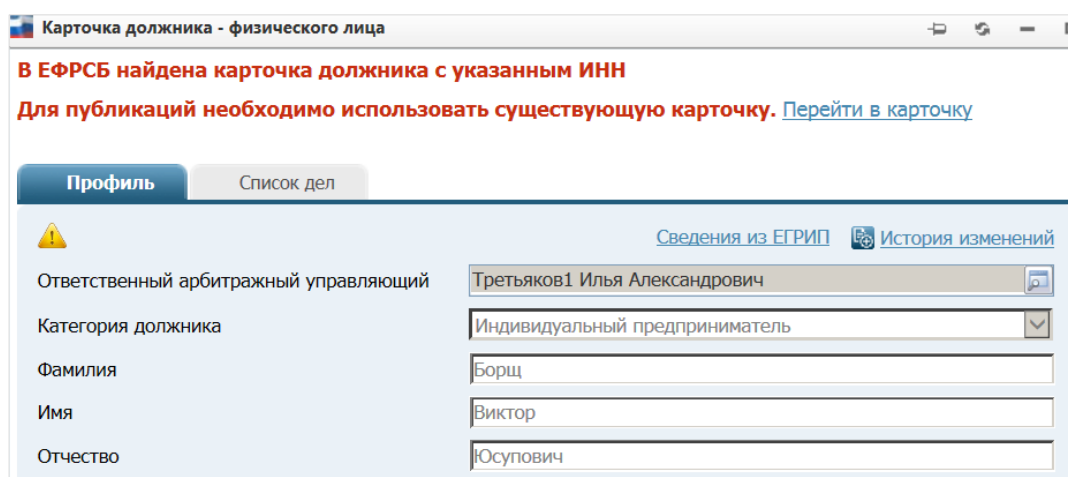 Карточка должника - физического лица
В ЕФРСБ найдена карточка должника с указанным ИНН
Для публикаций необходимо использовать существующую карточку. Перейти в карточку
Профиль Список дел
Сведения из ЕГРИП История изменений
Ответственный арбитражный управляющий Третьяков1 Илья Александрович
Категория должника Индивидуальный предприниматель
Фамилия Борщ
Имя Виктор
Отчество Юсупович